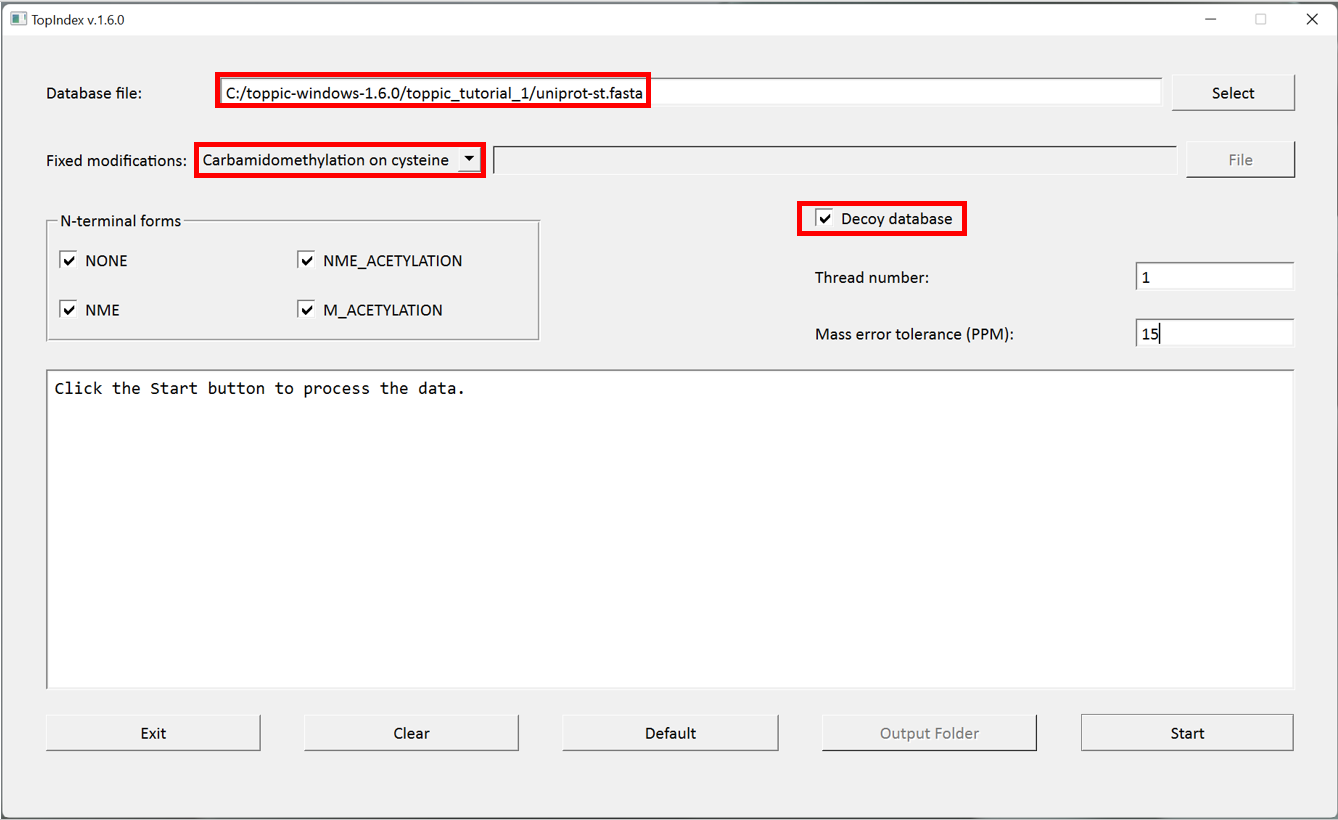 TopIndex v.1.6.0
Database file: C:/toppic-windows-1.6.0/toppic_tutorial_1/uniprot-st.fasta Select
Fixed modifications: Carbamidomethylation on cysteine File
N-terminal forms
Decoy database
NONE NME_ACETYLATION
Thread number: 1
NME M_ACETYLATION
Mass error tolerance (PPM): 15
Click the Start button to process the data.
Exit Clear Default Output Folder Start